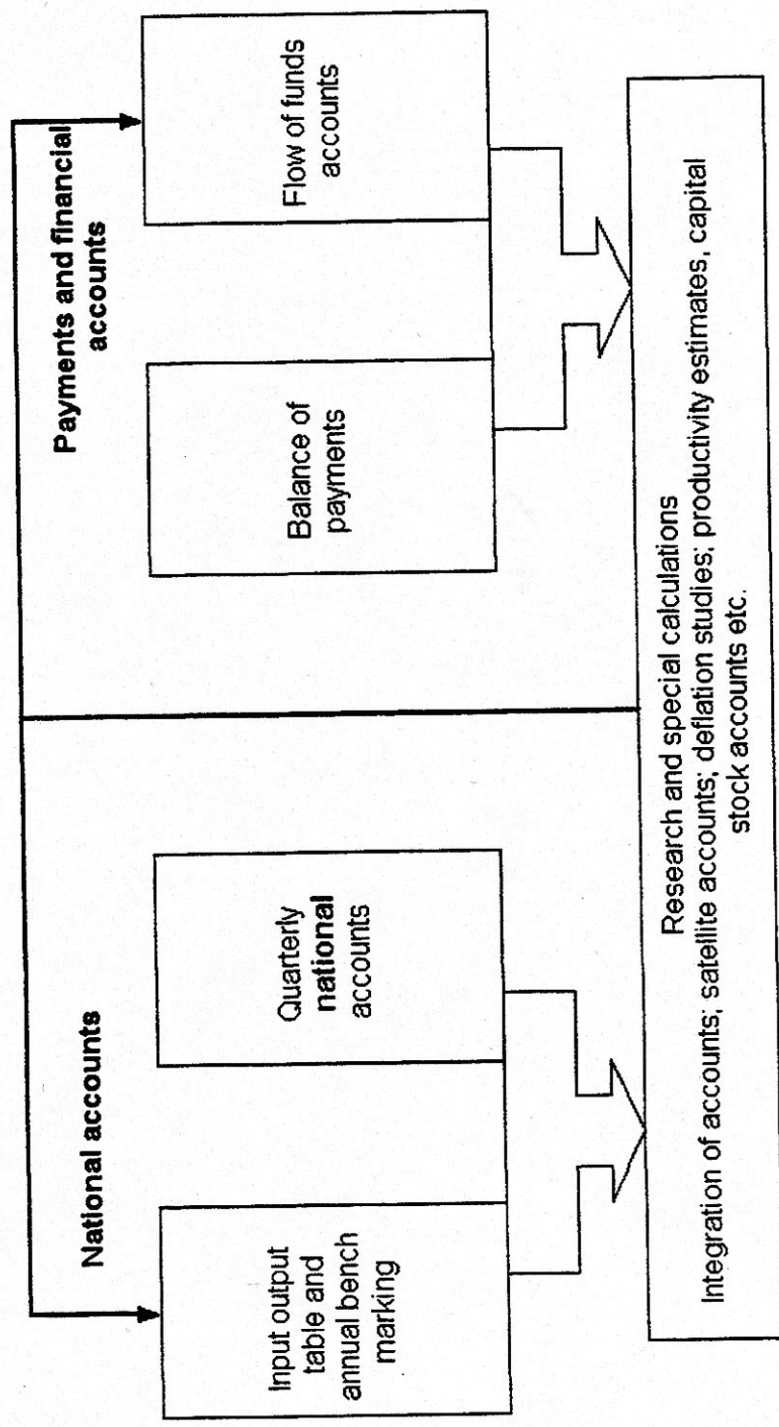 National accounts
Payments and financial
accounts
Input output
table and
annual bench
marking
Quarterly
national
accounts
Balance of
payments
Flow of funds
accounts
Research and special calculations
Integration of accounts; satellite accounts; deflation studies; productivity estimates, capital
stock accounts etc.